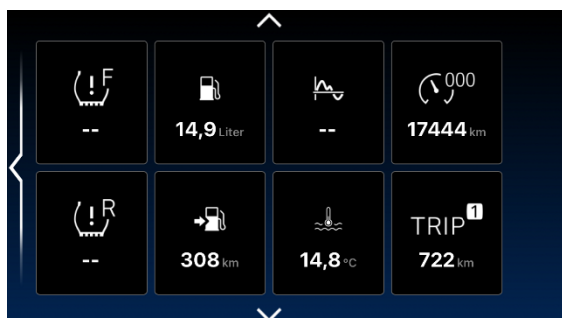 F
--
14,9 Liter
--
000
17444 km
R
--
308 km
14,8 °C
TRIP 1
722 km